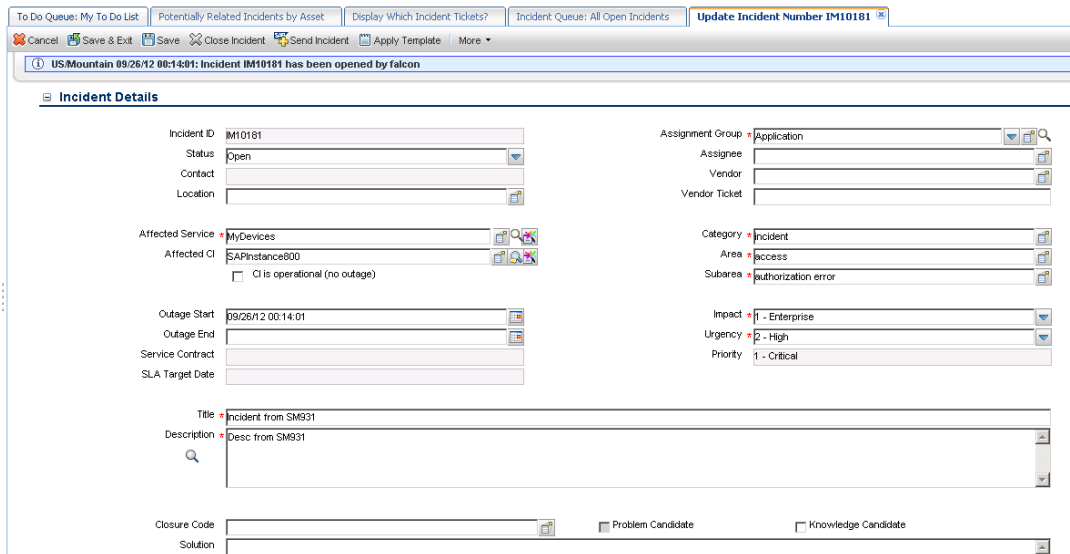 To Do Queue: My To Do List Potentially Related Incidents by Asset Display Which Incident Tickets? Incident Queue: All Open Incidents Update Incident Number IM10181
Cancel Save & Exit Save Close Incident Send Incident Apply Template More
US/Mountain 09/26/12 00:14:01: Incident IM10181 has been opened by falcon
Incident Details
Incident ID IM10181 Assignment Group * Application
Status Open Assignee
Contact Vendor
Location Vendor Ticket
Affected Service * MyDevices Category * incident
Affected CI SAPInstance800 Area * access
CI is operational (no outage) Subarea * authorization error
Outage Start 09/26/12 00:14:01 Impact * 1 - Enterprise
Outage End Urgency * 2 - High
Service Contract Priority 1 - Critical
SLA Target Date
Title * Incident from SM931
Description * Desc from SM931
Closure Code Problem Candidate Knowledge Candidate
Solution